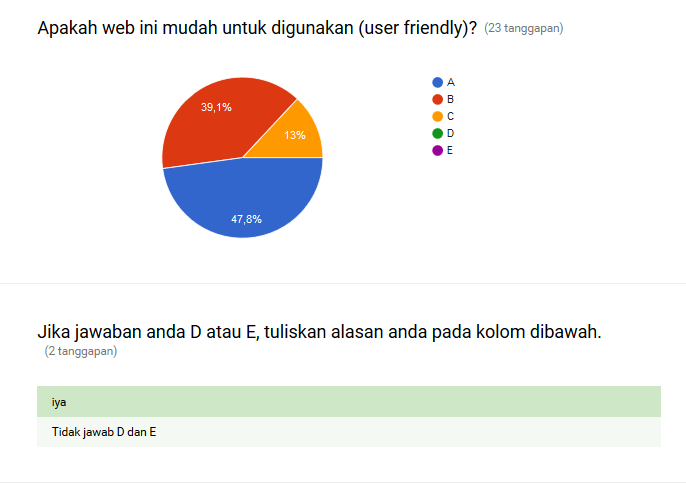 Apakah web ini mudah untuk digunakan (user friendly)? (23 tanggapan)
39,1%
13%
47,8%
A
B
C
D
E
Jika jawaban anda D atau E, tuliskan alasan anda pada kolom dibawah.
(2 tanggapan)
iya
Tidak jawab D dan E